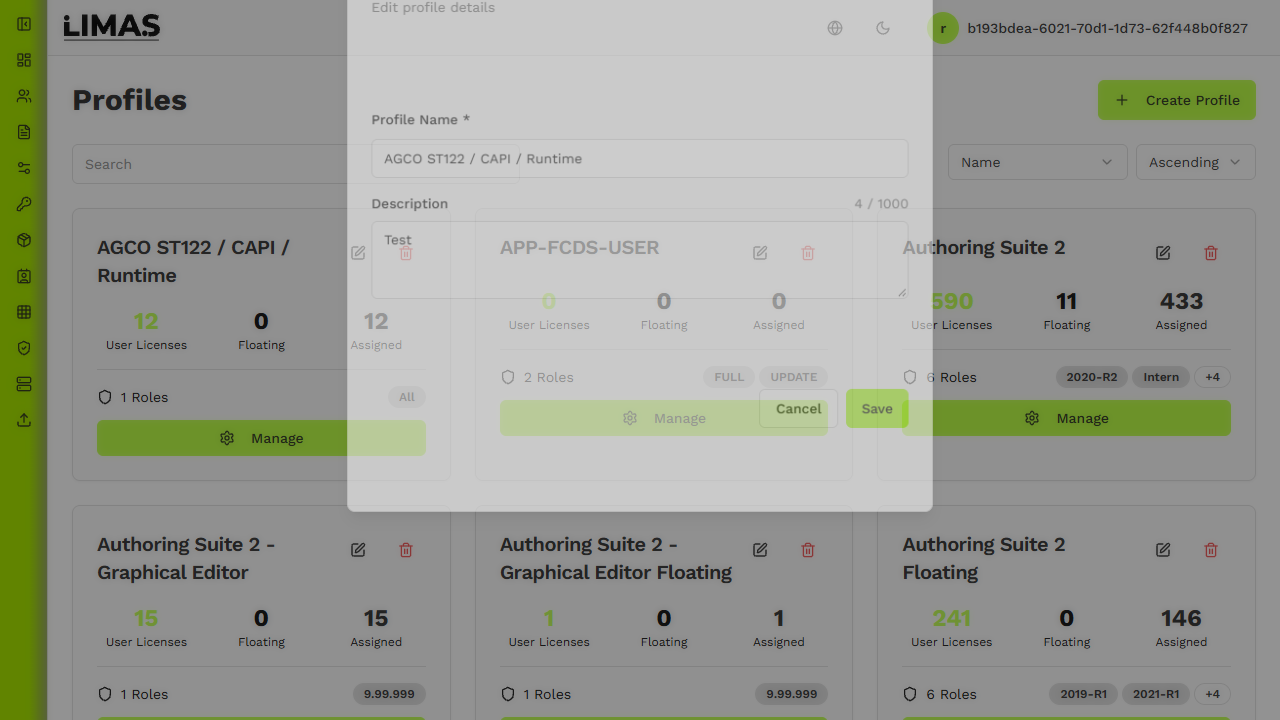 LIMAS
Edit profile details
r
b193bdea-6021-70d1-1d73-62f448b0f827
Profiles
Create Profile
Search
Name
Ascending
Profile Name *
AGCO ST122 / CAPI / Runtime
Description
4 / 1000
Test
Cancel
Save
AGCO ST122 / CAPI /
Runtime
12
0
12
User Licenses
Floating
Assigned
1 Roles
All
Manage
APP-FCDS-USER
0
0
0
User Licenses
Floating
Assigned
2 Roles
FULL
UPDATE
Manage
Authoring Suite 2
590
11
433
User Licenses
Floating
Assigned
6 Roles
2020-R2
Intern
+4
Manage
Authoring Suite 2 -
Graphical Editor
15
0
15
User Licenses
Floating
Assigned
1 Roles
9.99.999
Authoring Suite 2 -
Graphical Editor Floating
1
0
1
User Licenses
Floating
Assigned
1 Roles
9.99.999
Authoring Suite 2
Floating
241
0
146
User Licenses
Floating
Assigned
6 Roles
2019-R1
2021-R1
+4